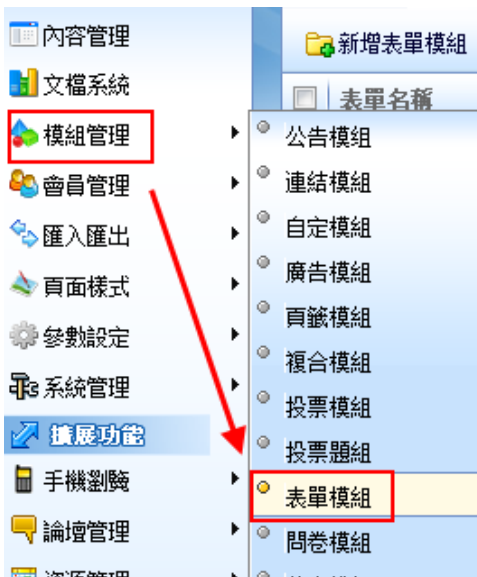 內容管理
文檔系統
模組管理
會員管理
匯入匯出
頁面樣式
參數設定
系統管理
擴展功能
手機瀏覽
論壇管理
資源管理
新增表單模組
表單名稱
公告模組
連結模組
自定模組
廣告模組
頁籤模組
複合模組
投票模組
投票題組
表單模組
問卷模組